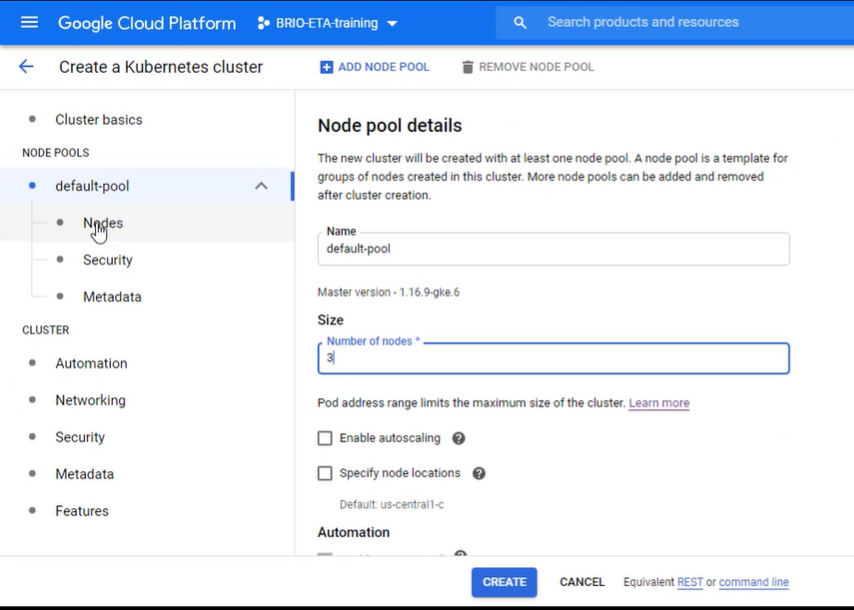 Google Cloud Platform
BRIO-ETA-training
Search products and resources
Create a Kubernetes cluster
ADD NODE POOL
REMOVE NODE POOL
Cluster basics
NODE POOLS
default-pool
Nodes
Security
Metadata
CLUSTER
Automation
Networking
Security
Metadata
Features
Node pool details
The new cluster will be created with at least one node pool. A node pool is a template for
groups of nodes created in this cluster. More node pools can be added and removed
after cluster creation.
Name
default-pool
Master version - 1.16.9-gke.6
Size
Number of nodes *
3
Pod address range limits the maximum size of the cluster. Learn more
Enable autoscaling ?
Specify node locations ?
Default: us-central1-c
Automation
CREATE
CANCEL
Equivalent REST or command line